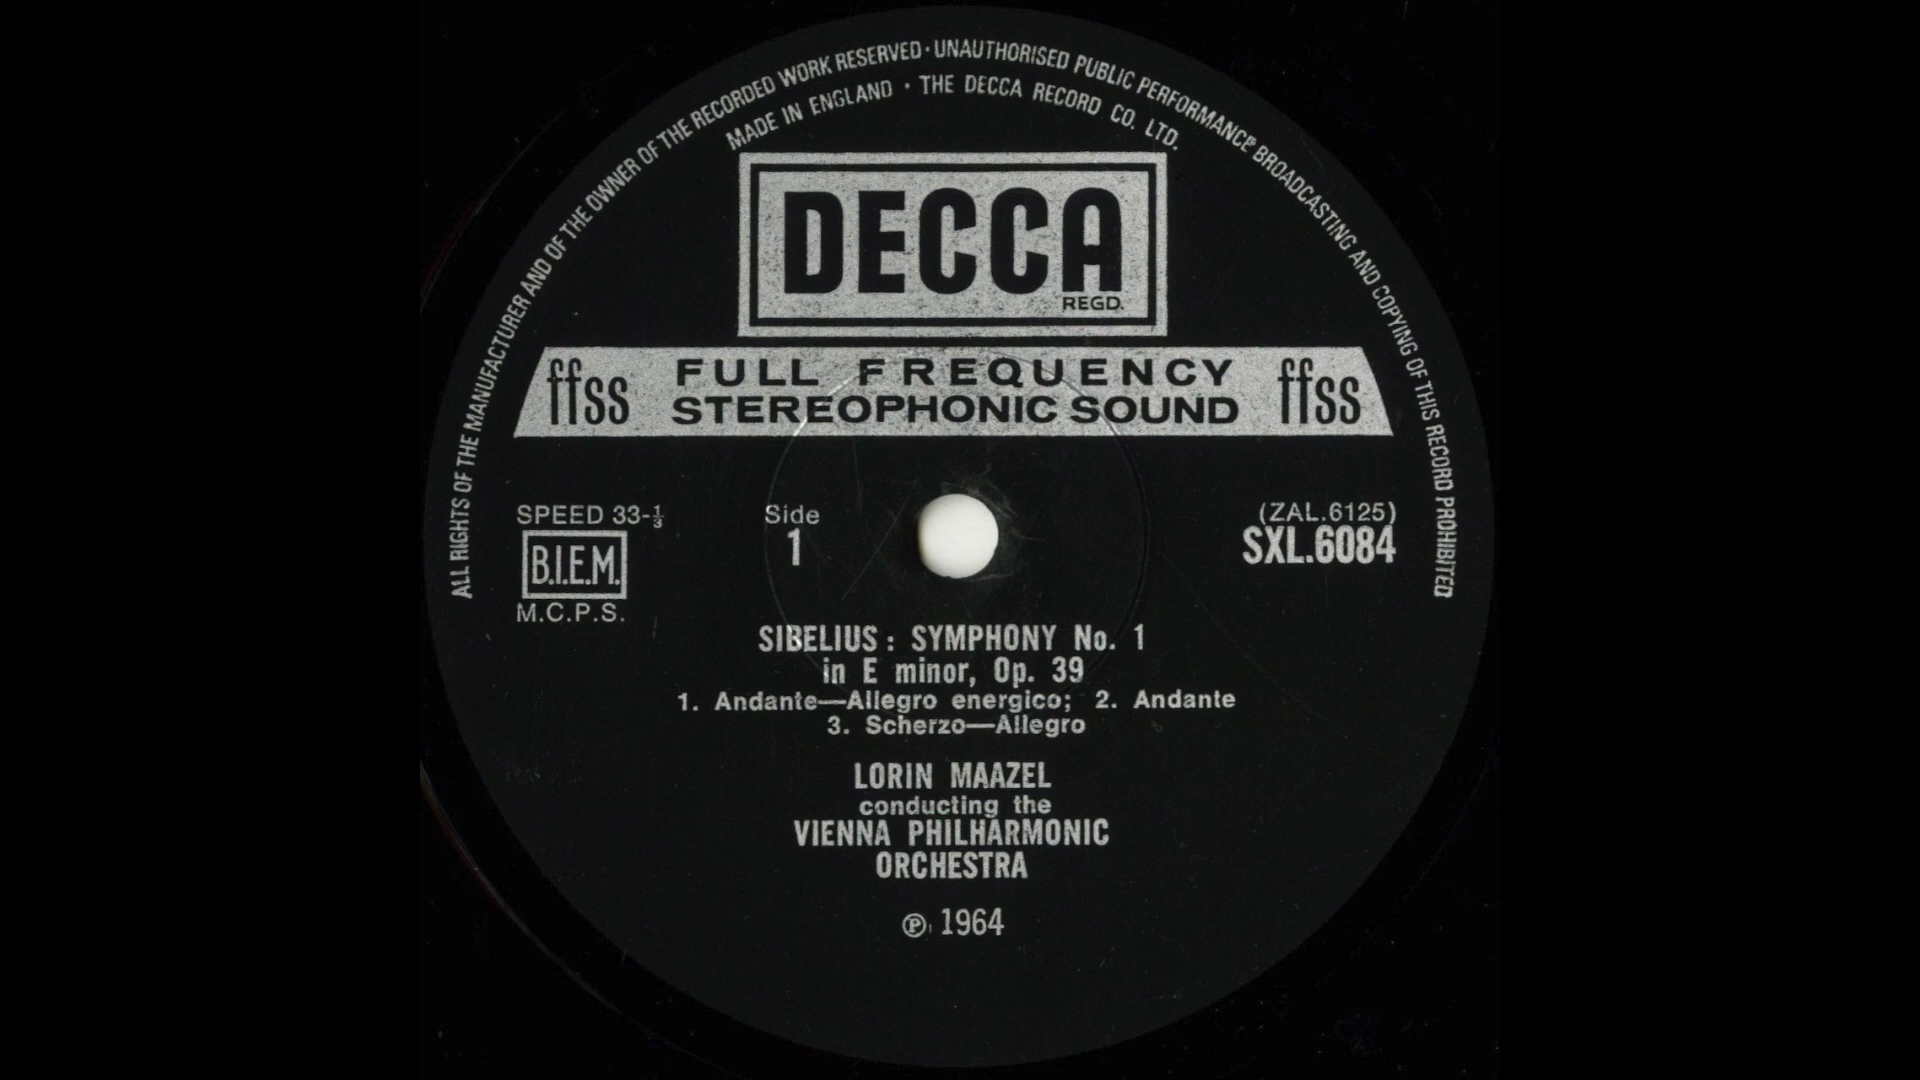 ALL RIGHTS OF THE MANUFACTURER AND OF THE OWNER OF THE RECORDED WORK RESERVED · UNAUTHORISED PUBLIC PERFORMANCE BROADCASTING AND COPYING OF THIS RECORD PROHIBITED
MADE IN ENGLAND · THE DECCA RECORD CO. LTD.
DECCA
REGD.
ffss FULL FREQUENCY STEREOPHONIC SOUND ffss
SPEED 33-⅓
B.I.E.M.
M.C.P.S.
Side
1
(ZAL.6125)
SXL.6084
SIBELIUS : SYMPHONY No. 1
in E minor, Op. 39
1. Andante—Allegro energico; 2. Andante
3. Scherzo—Allegro
LORIN MAAZEL
conducting the
VIENNA PHILHARMONIC
ORCHESTRA
℗ 1964